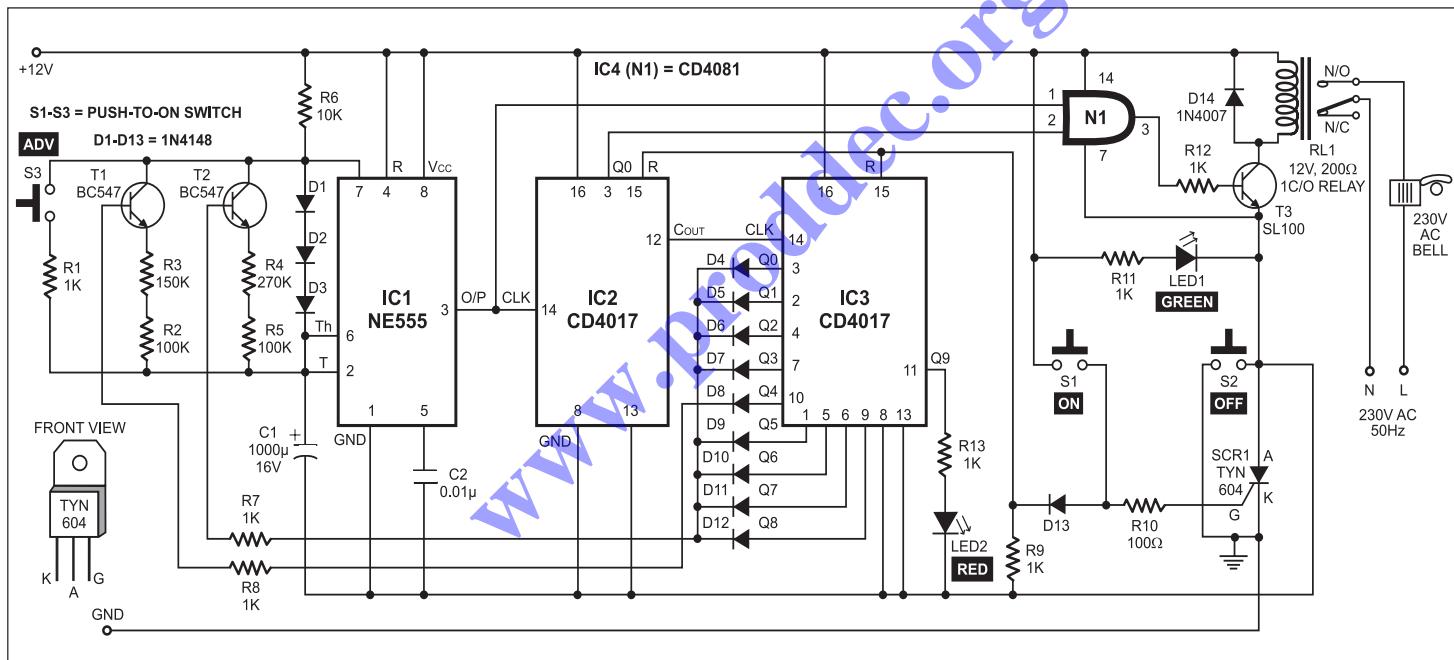 +12V
S1-S3 = PUSH-TO-ON SWITCH
D1-D13 = 1N4148
IC4 (N1) = CD4081
ADV
S3
R1
1K
T1
BC547
R3
150K
R2
100K
T2
BC547
R4
270K
R5
100K
R6
10K
D1
D2
D3
Th
T
7
4
R
8
VCC
6
2
IC1
NE555
3
O/P
CLK
1
5
GND
C1
1000µ
16V
+
C2
0.01µ
16
3
Q0
15
R
14
IC2
CD4017
12
COUT
CLK
8
13
GND
16
R
15
14
3
2
4
7
10
IC3
CD4017
11
Q9
1
5
6
9
8
13
D4
Q0
D5
Q1
D6
Q2
D7
Q3
D8
Q4
D9
Q5
D10
Q6
D11
Q7
D12
Q8
R13
1K
LED2
RED
1
2
N1
14
3
7
R12
1K
D14
1N4007
T3
SL100
N/O
N/C
RL1
12V, 200Ω
1C/O RELAY
230V
AC
BELL
R11
1K
LED1
GREEN
S1
ON
S2
OFF
N
L
230V AC
50Hz
D13
R10
100Ω
R9
1K
SCR1
TYN
604
A
K
G
FRONT VIEW
TYN
604
K
A
G
R7
1K
R8
1K
GND
www.proddec.org